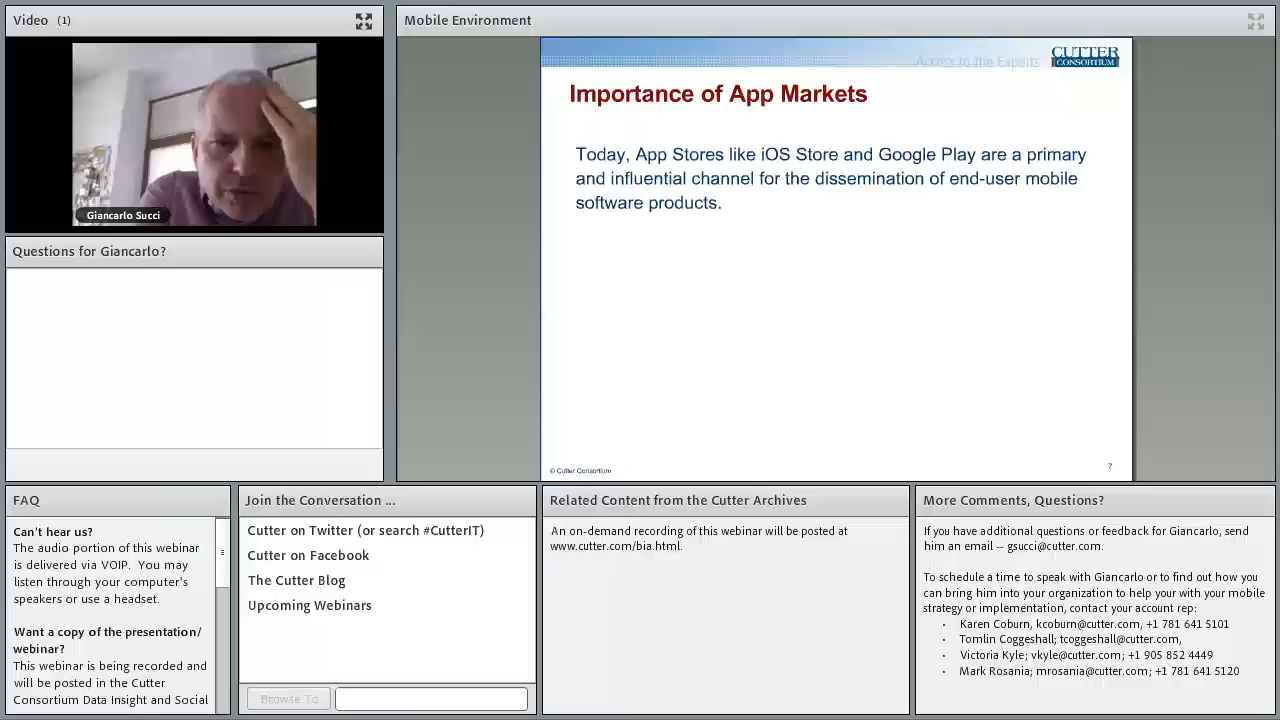 Video (1)
Giancarlo Succi
Questions for Giancarlo?
Mobile Environment
Access to the Experts
CUTTER
CONSORTIUM
Importance of App Markets
Today, App Stores like iOS Store and Google Play are a primary
and influential channel for the dissemination of end-user mobile
software products.
© Cutter Consortium
7
FAQ
Can't hear us?
The audio portion of this webinar
is delivered via VOIP. You may
listen through your computer's
speakers or use a headset.
Want a copy of the presentation/
webinar?
This webinar is being recorded and
will be posted in the Cutter
Consortium Data Insight and Social
Join the Conversation ...
Cutter on Twitter (or search #CutterIT)
Cutter on Facebook
The Cutter Blog
Upcoming Webinars
Browse To
Related Content from the Cutter Archives
An on-demand recording of this webinar will be posted at
www.cutter.com/bia.html.
More Comments, Questions?
If you have additional questions or feedback for Giancarlo, send
him an email -- gsucci@cutter.com.
To schedule a time to speak with Giancarlo or to find out how you
can bring him into your organization to help your with your mobile
strategy or implementation, contact your account rep:
• Karen Coburn, kcoburn@cutter.com, +1 781 641 5101
• Tomlin Coggeshall; tcoggeshall@cutter.com,
• Victoria Kyle; vkyle@cutter.com; +1 905 852 4449
• Mark Rosania; mrosania@cutter.com; +1 781 641 5120